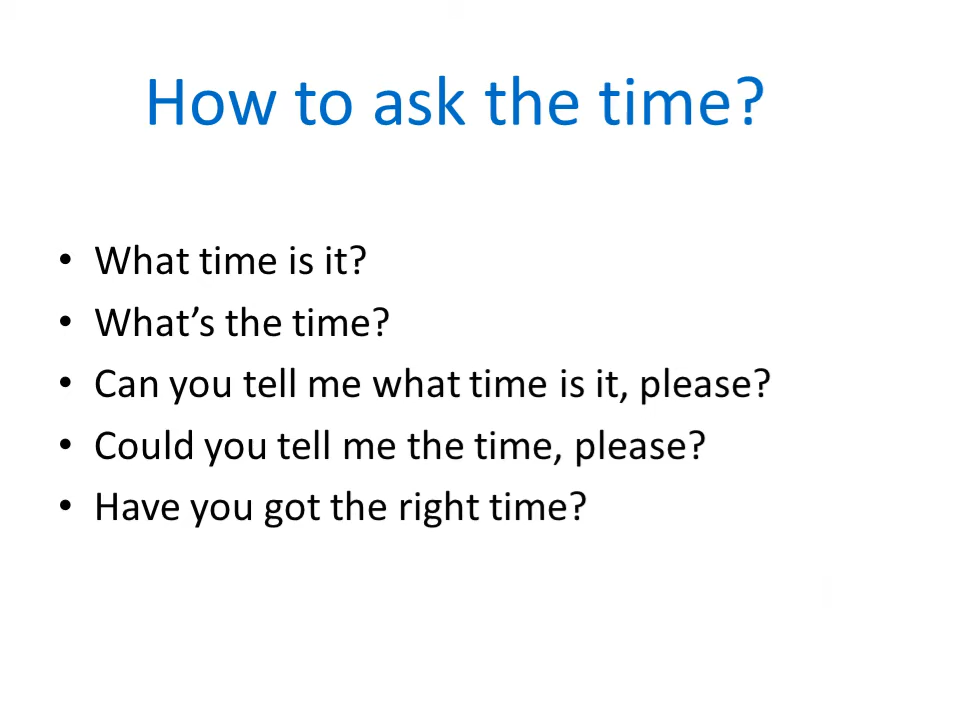 How to ask the time?
• What time is it?
• What’s the time?
• Can you tell me what time is it, please?
• Could you tell me the time, please?
• Have you got the right time?